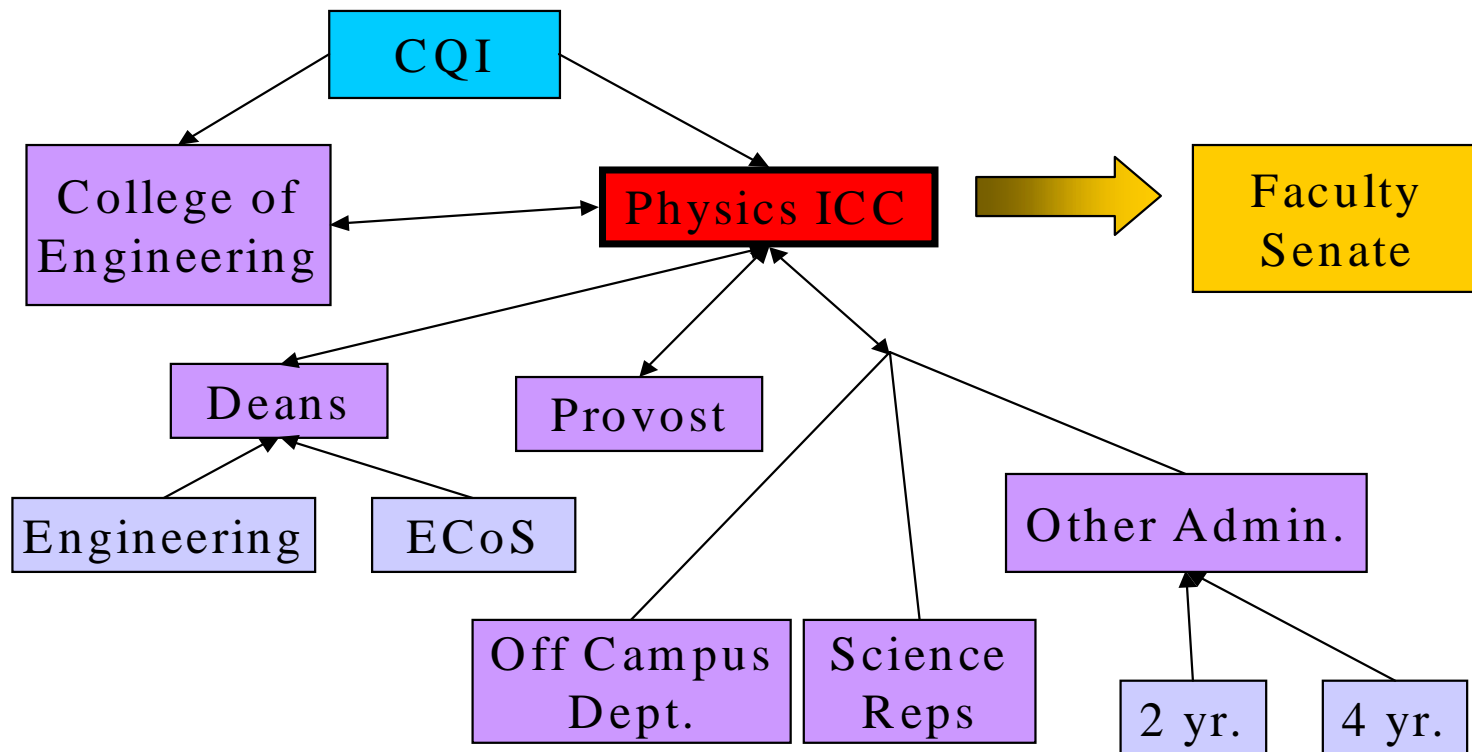 CQI
College of
Engineering
Physics ICC
Faculty
Senate
Deans
Provost
Engineering
ECoS
Other Admin.
Off Campus
Dept.
Science
Reps
2 yr.
4 yr.